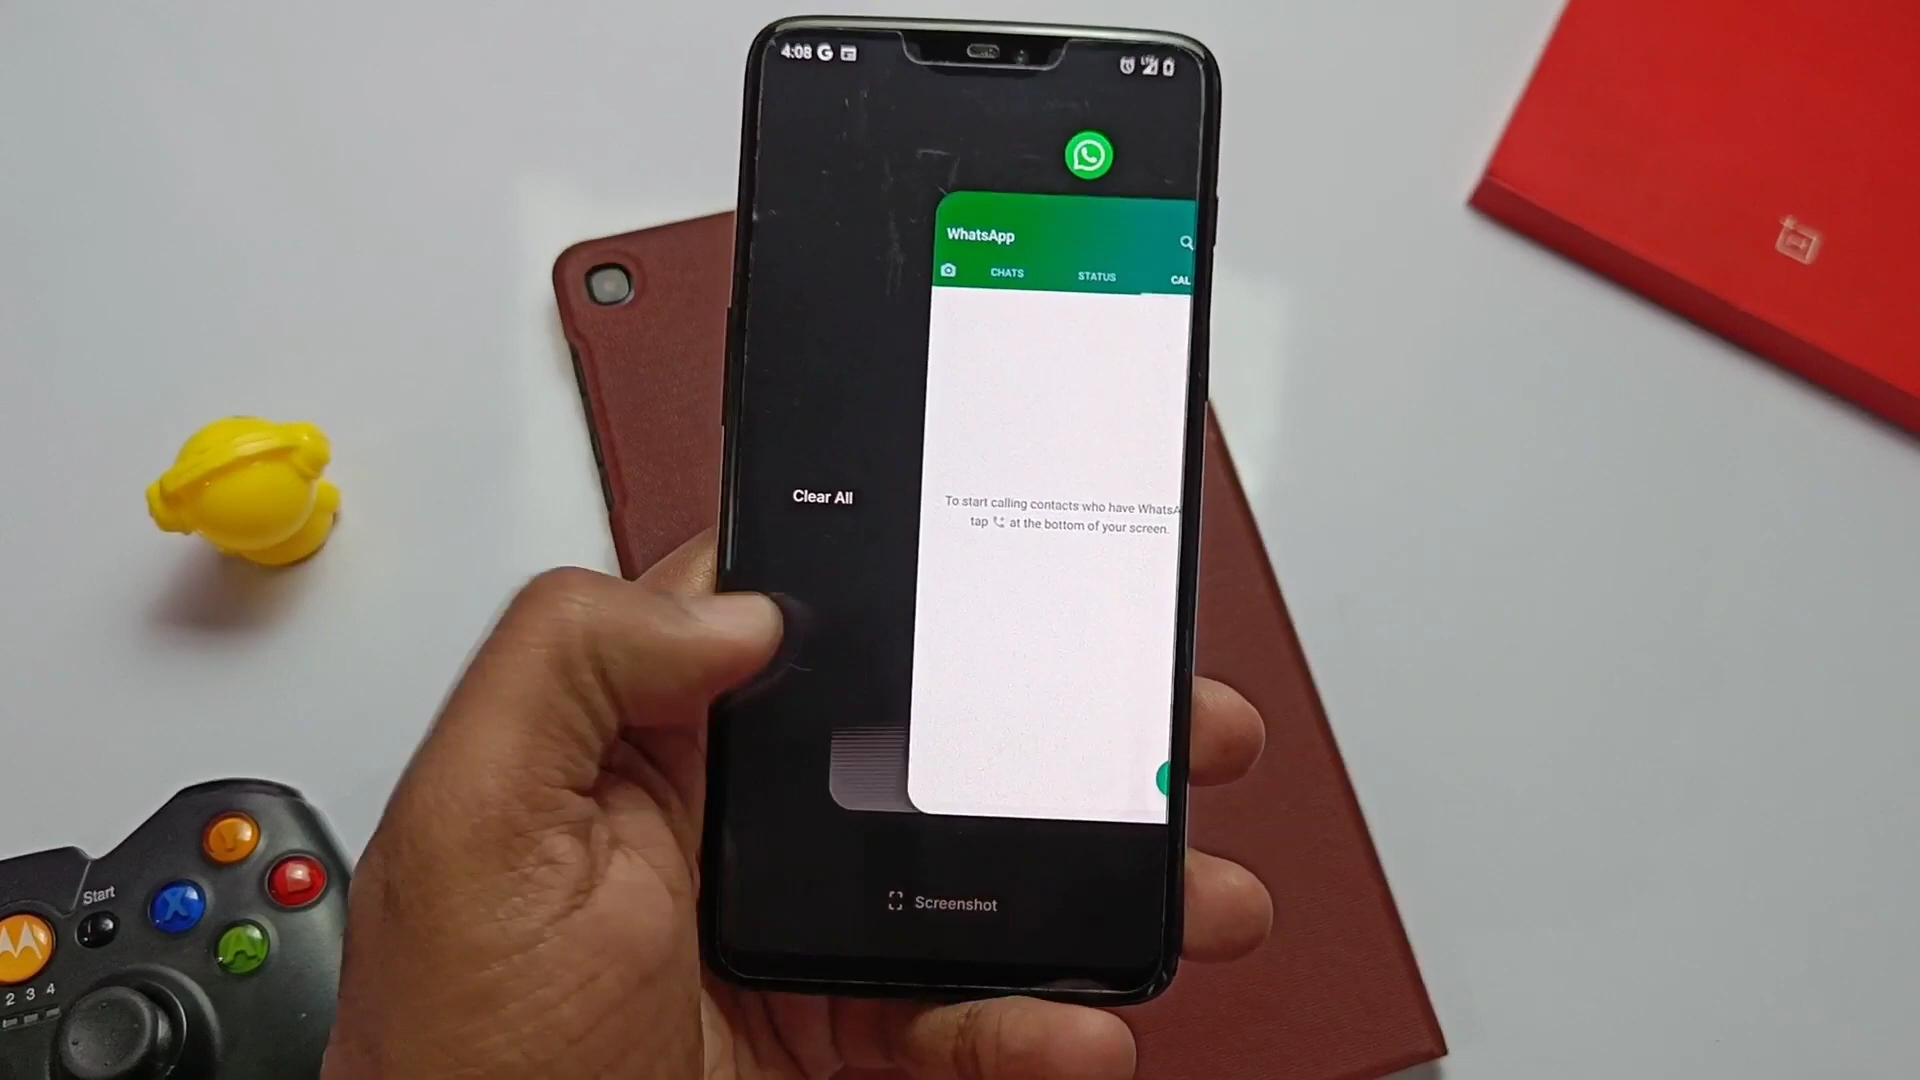 4:08
LTE
WhatsApp
CHATS
STATUS
CAL
To start calling contacts who have WhatsA
tap at the bottom of your screen.
Clear All
Screenshot
Start
Y
X
A
2 3 4